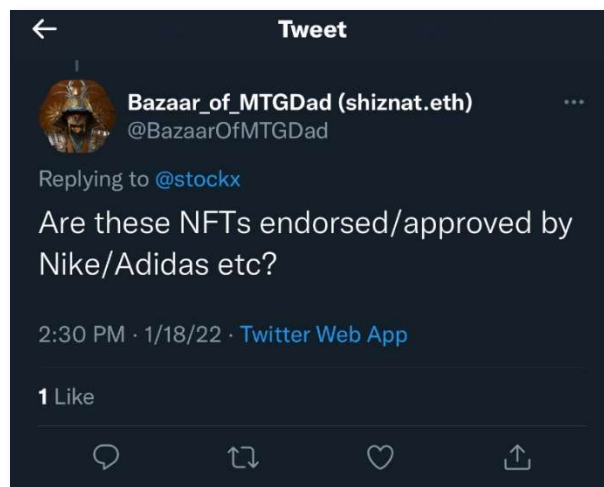 Tweet
Bazaar_of_MTGDad (shiznat.eth)
@BazaarOfMTGDad
Replying to @stockx
Are these NFTs endorsed/approved by
Nike/Adidas etc?
2:30 PM · 1/18/22 · Twitter Web App
1 Like